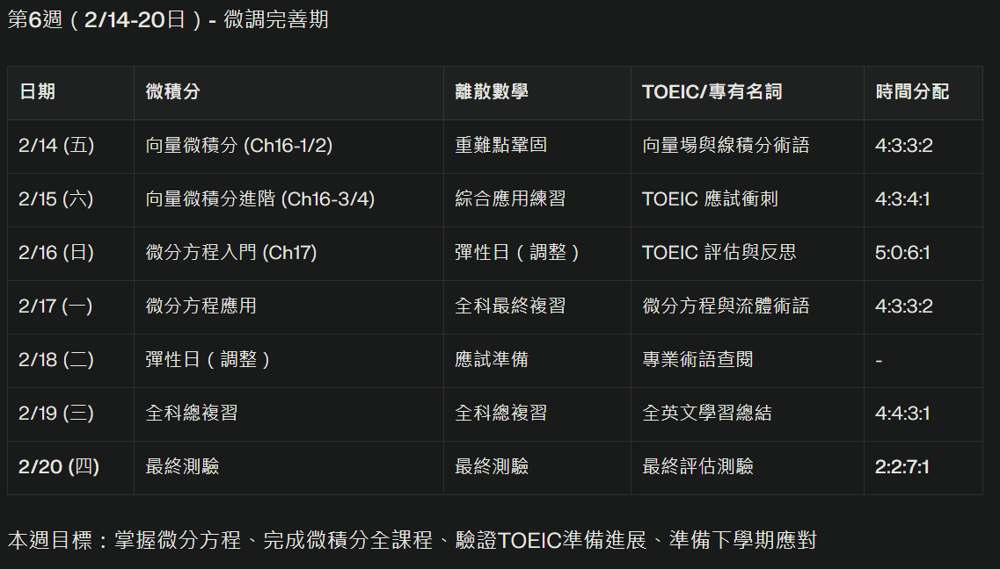 第6週（2/14-20日）- 微調完善期
日期 微積分 離散數學 TOEIC/專有名詞 時間分配
2/14 (五) 向量微積分 (Ch16-1/2) 重難點鞏固 向量場與線積分術語 4:3:3:2
2/15 (六) 向量微積分進階 (Ch16-3/4) 綜合應用練習 TOEIC 應試衝刺 4:3:4:1
2/16 (日) 微分方程入門 (Ch17) 彈性日（調整） TOEIC 評估與反思 5:0:6:1
2/17 (一) 微分方程應用 全科最終複習 微分方程與流體術語 4:3:3:2
2/18 (二) 彈性日（調整） 應試準備 專業術語查閱 -
2/19 (三) 全科總複習 全科總複習 全英文學習總結 4:4:3:1
2/20 (四) 最終測驗 最終測驗 最終評估測驗 2:2:7:1
本週目標：掌握微分方程、完成微積分全課程、驗證TOEIC準備進展、準備下學期應對